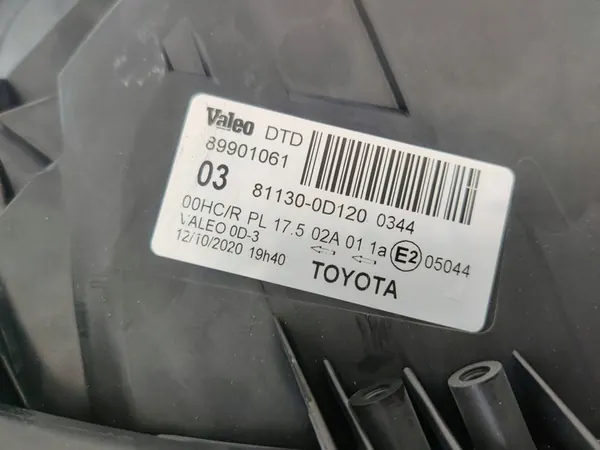 Valeo DTD
89901061
03 81130-0D120 0344
00HC/R PL 17.5 02A 01 1a E2 05044
VALEO 0D-3
12/10/2020 19h40
TOYOTA